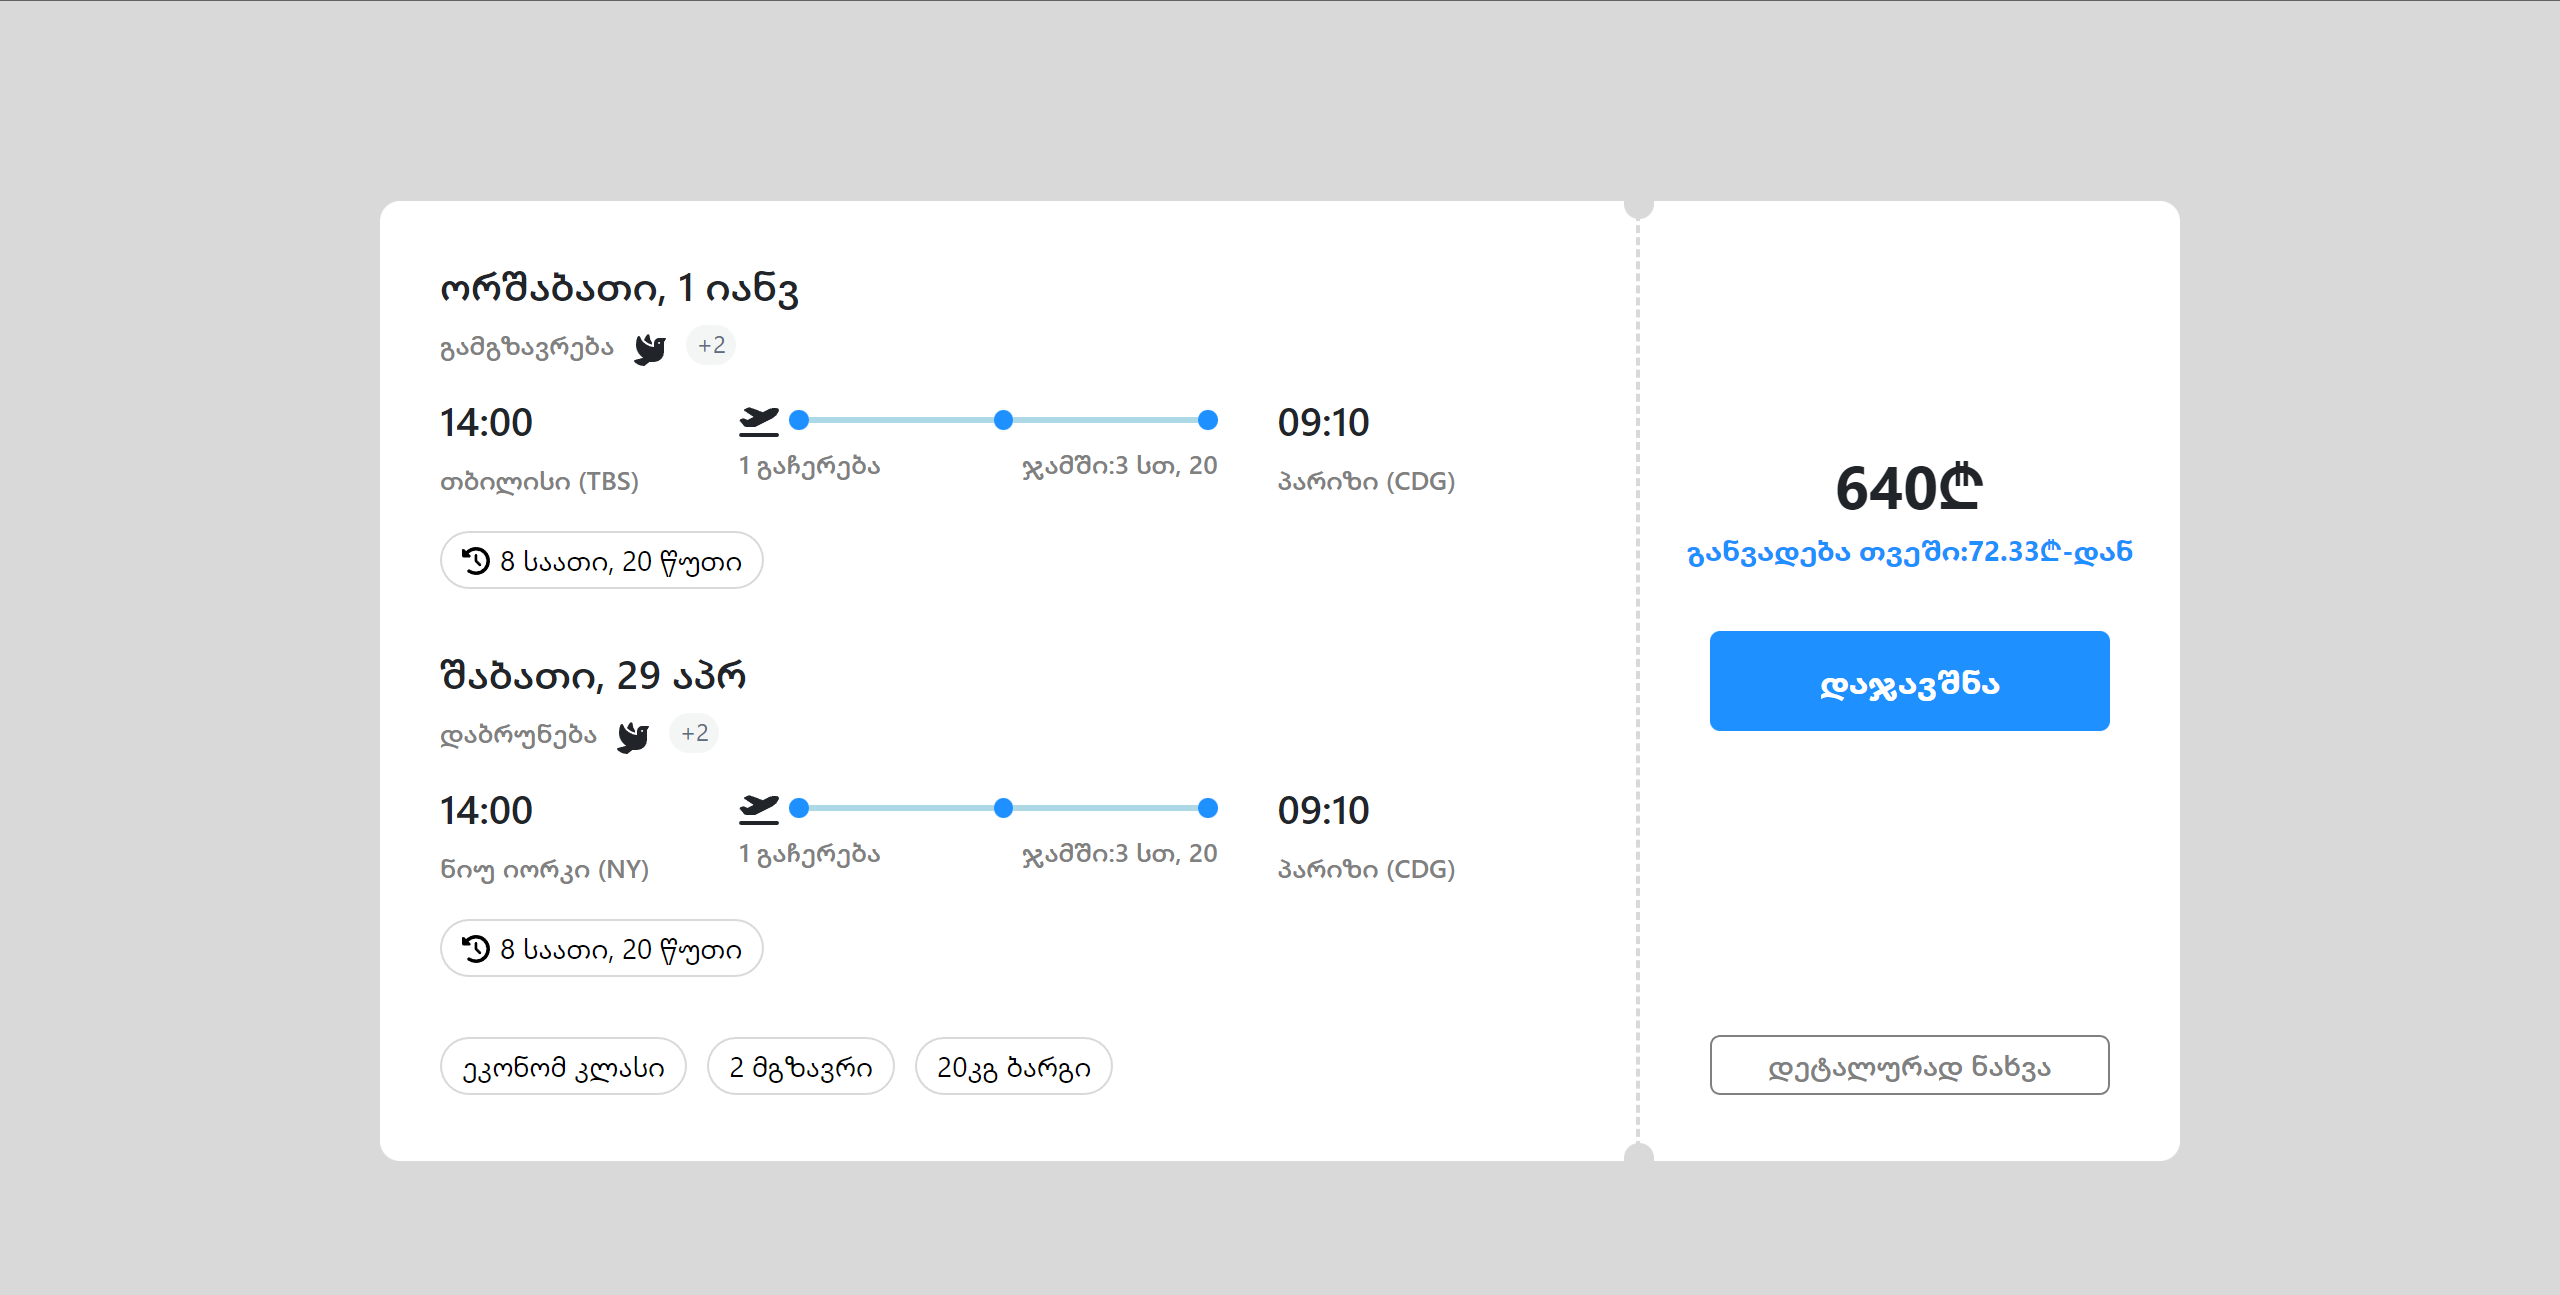 ორშაბათი, 1 იანვ
გამგზავრება +2
14:00
თბილისი (TBS)
1 გაჩერება
ჯამში:3 სთ, 20
09:10
პარიზი (CDG)
8 საათი, 20 წუთი
შაბათი, 29 აპრ
დაბრუნება +2
14:00
ნიუ იორკი (NY)
1 გაჩერება
ჯამში:3 სთ, 20
09:10
პარიზი (CDG)
8 საათი, 20 წუთი
ეკონომ კლასი
2 მგზავრი
20კგ ბარგი
640₾
განვადება თვეში:72.33₾-დან
დაჯავშნა
დეტალურად ნახვა